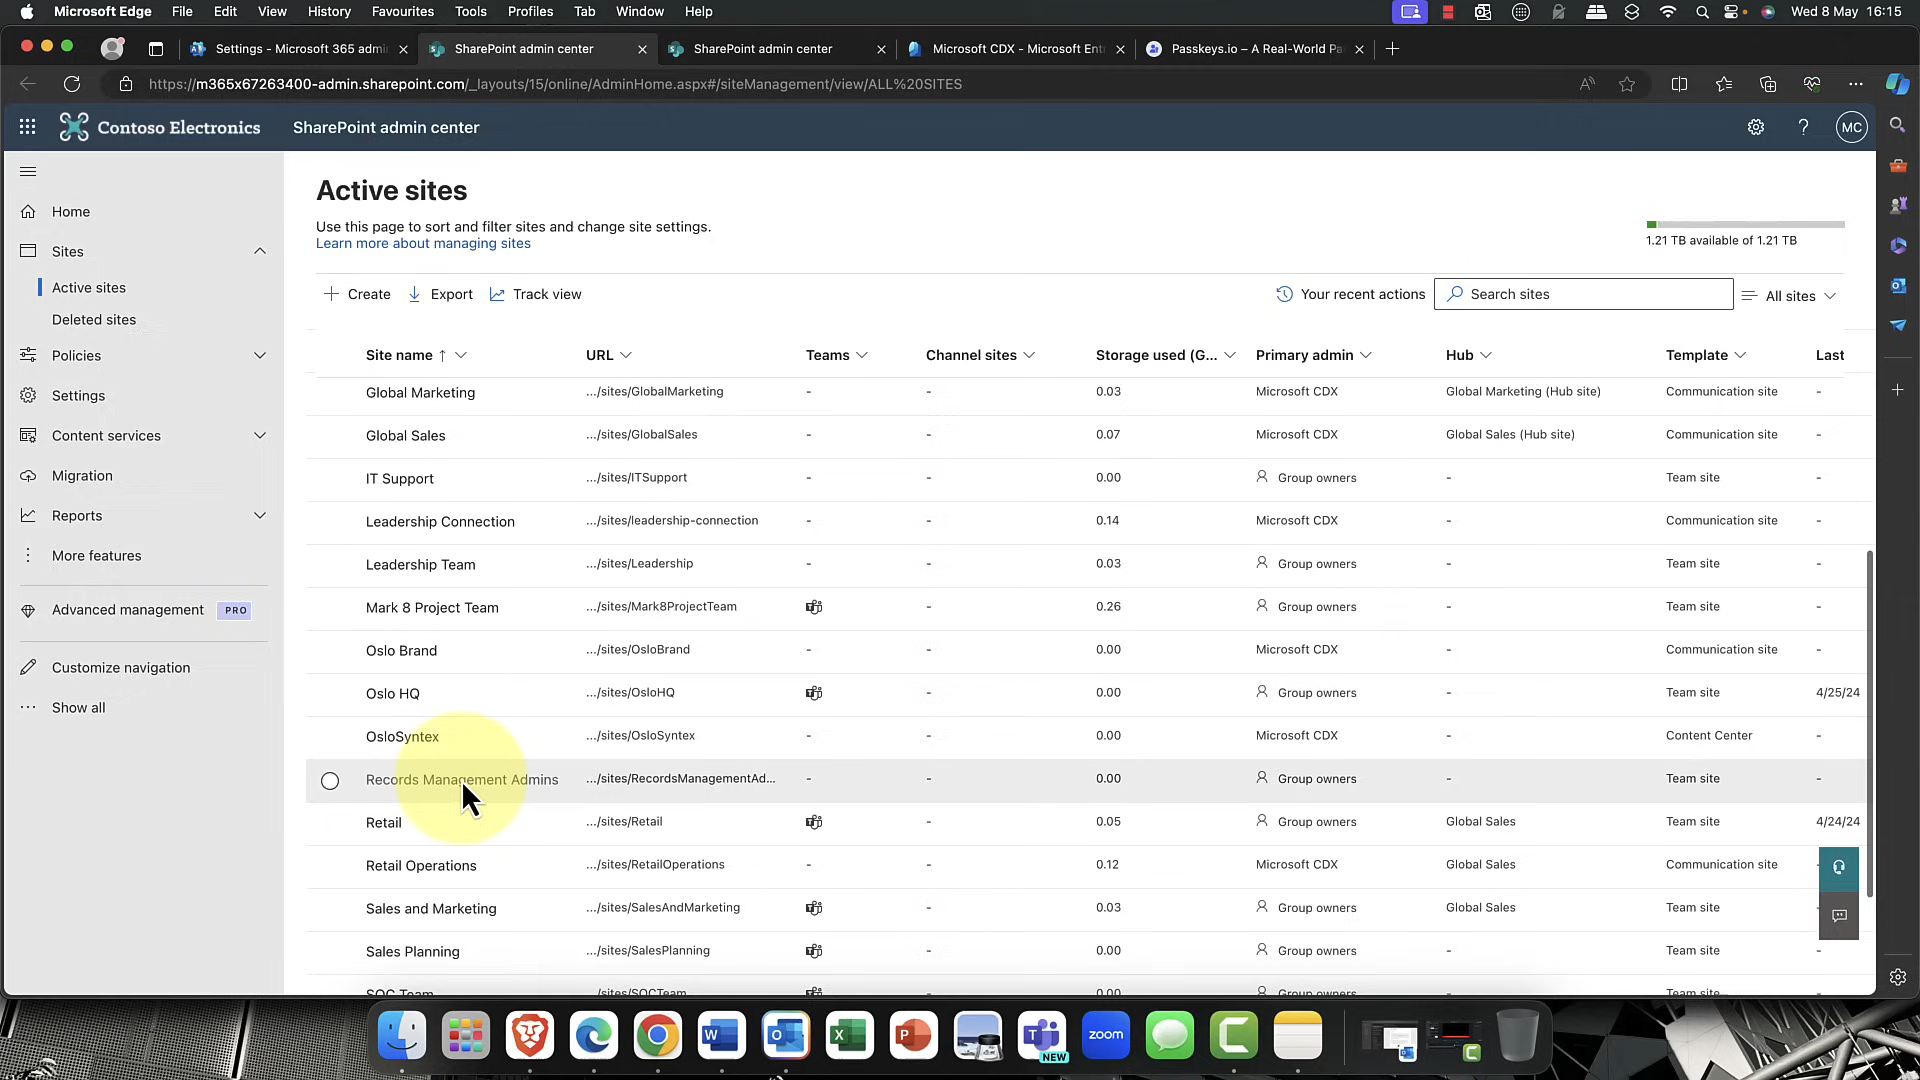 Microsoft Edge File Edit View History Favourites Tools Profiles Tab Window Help Wed 8 May 16:15
Settings - Microsoft 365 admi SharePoint admin center SharePoint admin center Microsoft CDX - Microsoft Ent Passkeys.io – A Real-World Pa
https://m365x67263400-admin.sharepoint.com/_layouts/15/online/AdminHome.aspx#/siteManagement/view/ALL%20SITES
Contoso Electronics SharePoint admin center ? MC
Home
Sites
Active sites
Deleted sites
Policies
Settings
Content services
Migration
Reports
More features
Advanced management PRO
Customize navigation
Show all
Active sites
Use this page to sort and filter sites and change site settings.
Learn more about managing sites
1.21 TB available of 1.21 TB
Create Export Track view Your recent actions Search sites All sites
Site name ↑ URL Teams Channel sites Storage used (G... Primary admin Hub Template Last
Global Marketing .../sites/GlobalMarketing - - 0.03 Microsoft CDX Global Marketing (Hub site) Communication site -
Global Sales .../sites/GlobalSales - - 0.07 Microsoft CDX Global Sales (Hub site) Communication site -
IT Support .../sites/ITSupport - - 0.00 Group owners - Team site -
Leadership Connection .../sites/leadership-connection - - 0.14 Microsoft CDX - Communication site -
Leadership Team .../sites/Leadership - - 0.03 Group owners - Team site -
Mark 8 Project Team .../sites/Mark8ProjectTeam - 0.26 Group owners - Team site -
Oslo Brand .../sites/OsloBrand - - 0.00 Microsoft CDX - Communication site -
Oslo HQ .../sites/OsloHQ - 0.00 Group owners - Team site 4/25/24
OsloSyntex .../sites/OsloSyntex - - 0.00 Microsoft CDX - Content Center -
Records Management Admins .../sites/RecordsManagementAd... - - 0.00 Group owners - Team site -
Retail .../sites/Retail - 0.05 Group owners Global Sales Team site 4/24/24
Retail Operations .../sites/RetailOperations - - 0.12 Microsoft CDX Global Sales Communication site -
Sales and Marketing .../sites/SalesAndMarketing - 0.03 Group owners Global Sales Team site -
Sales Planning .../sites/SalesPlanning - 0.00 Group owners - Team site -
SOC Team .../sites/SOCTeam - 0.00 Group owners - Team site -
W O X P NEW zoom